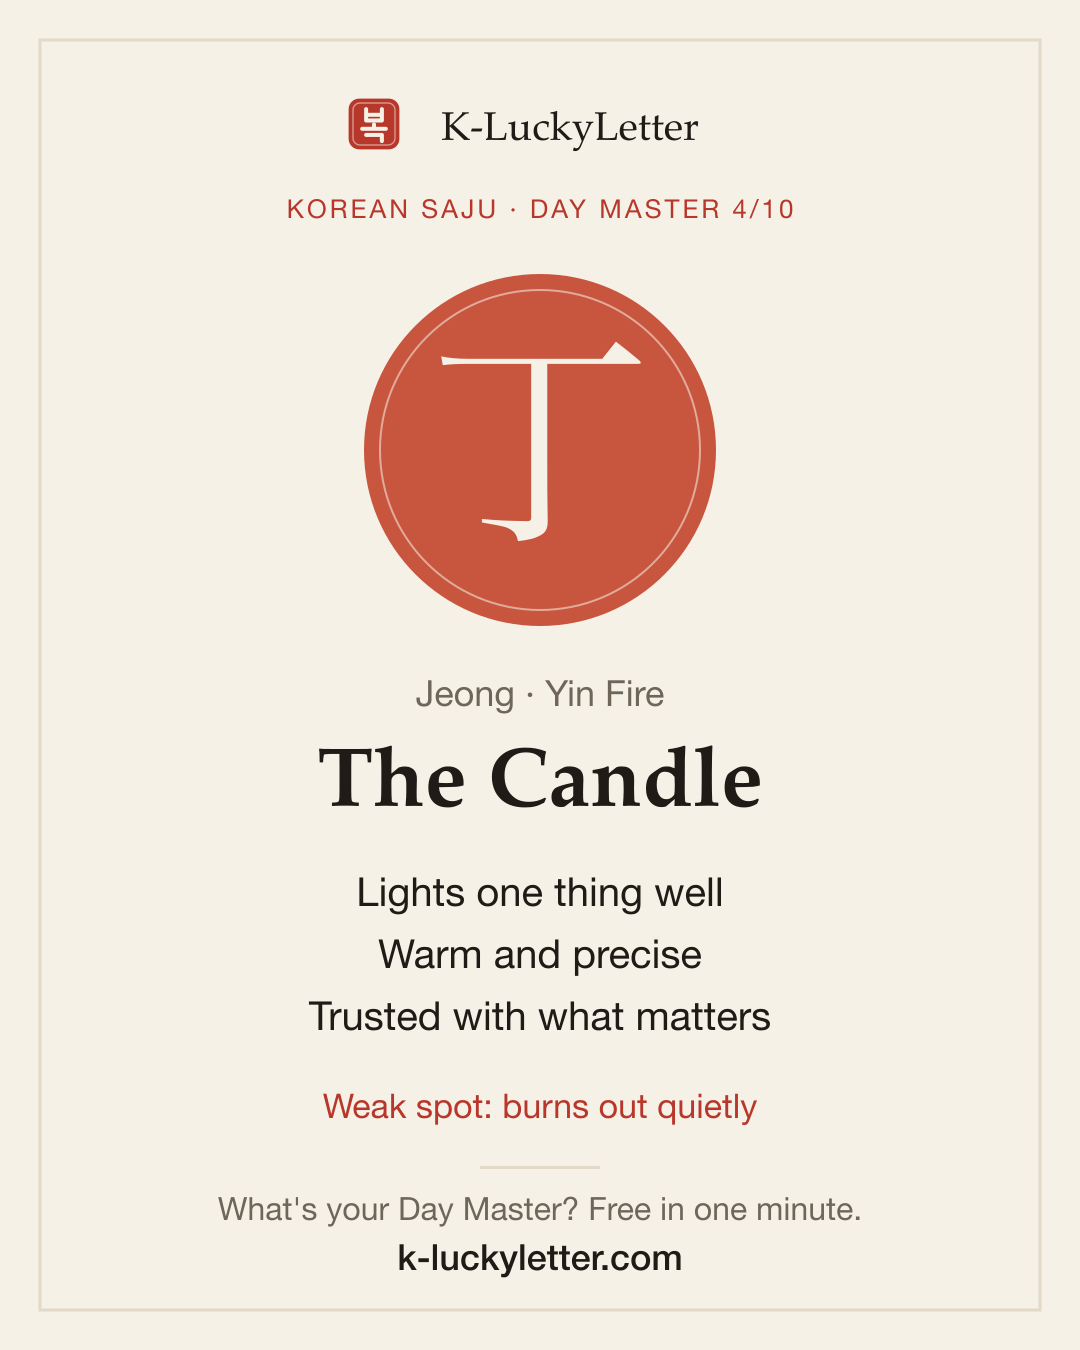 복
K-LuckyLetter
KOREAN SAJU · DAY MASTER 4/10
丁
Jeong · Yin Fire
The Candle
Lights one thing well
Warm and precise
Trusted with what matters
Weak spot: burns out quietly
What's your Day Master? Free in one minute.
k-luckyletter.com